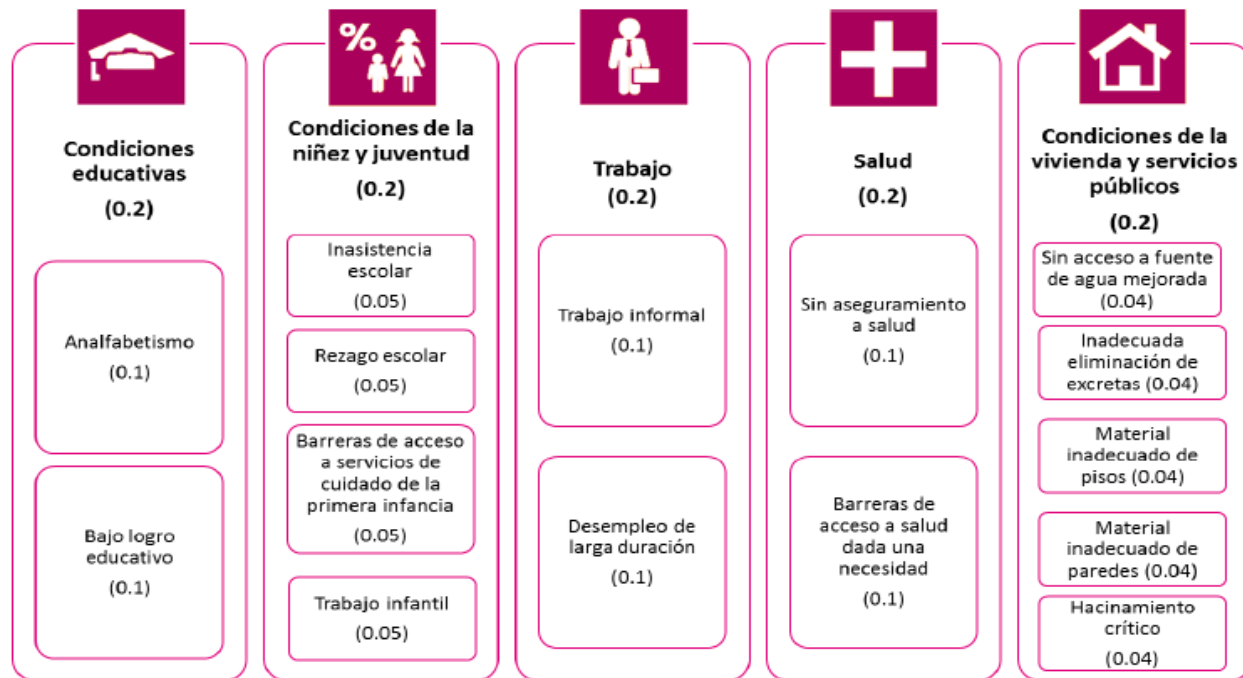 Condiciones
educativas
(0.2)
Analfabetismo
(0.1)
Bajo logro
educativo
(0.1)
%
Condiciones de la
niñez y juventud
(0.2)
Inasistencia
escolar
(0.05)
Rezago escolar
(0.05)
Barreras de acceso
a servicios de
cuidado de la
primera infancia
(0.05)
Trabajo infantil
(0.05)
Trabajo
(0.2)
Trabajo informal
(0.1)
Desempleo de
larga duración
(0.1)
Salud
(0.2)
Sin aseguramiento
a salud
(0.1)
Barreras de
acceso a salud
dada una
necesidad
(0.1)
Condiciones de la
vivienda y servicios
públicos
(0.2)
Sin acceso a fuente
de agua mejorada
(0.04)
Inadecuada
eliminación de
excretas (0.04)
Material
inadecuado de
pisos (0.04)
Material
inadecuado de
paredes (0.04)
Hacinamiento
crítico
(0.04)